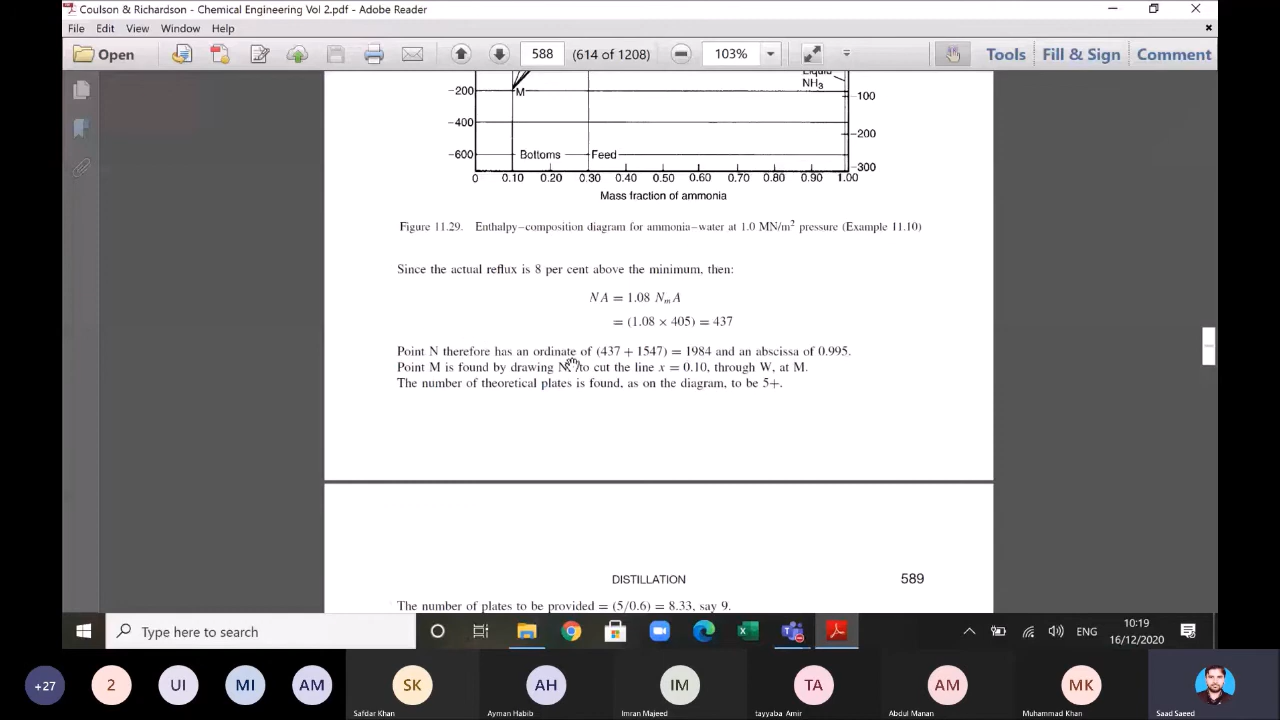 Coulson & Richardson - Chemical Engineering Vol 2.pdf - Adobe Reader
File Edit View Window Help
Open 588 (614 of 1208) 103% Tools Fill & Sign Comment
Liquid
NH3
-200 M -100
-400 -200
-600 Bottoms Feed -300
0 0.10 0.20 0.30 0.40 0.50 0.60 0.70 0.80 0.90 1.00
Mass fraction of ammonia
Figure 11.29. Enthalpy–composition diagram for ammonia–water at 1.0 MN/m² pressure (Example 11.10)
Since the actual reflux is 8 per cent above the minimum, then:
NA = 1.08 NmA
= (1.08 × 405) = 437
Point N therefore has an ordinate of (437 + 1547) = 1984 and an abscissa of 0.995.
Point M is found by drawing to cut the line x = 0.10, through W, at M.
The number of theoretical plates is found, as on the diagram, to be 5+.
DISTILLATION 589
The number of plates to be provided = (5/0.6) = 8.33, say 9.
Type here to search ENG 10:19
16/12/2020
+27 2 UI MI AM SK AH IM TA AM MK
Safdar Khan Ayman Habib Imran Majeed tayyaba Amir Abdul Manan Muhammad Khan Saad Saeed